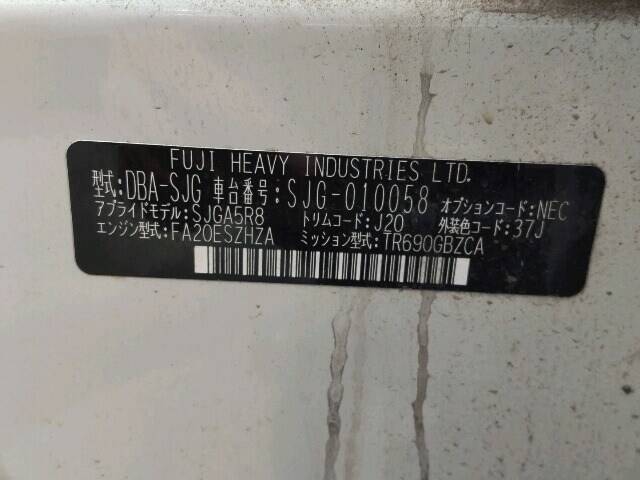 FUJI HEAVY INDUSTRIES LTD.
型式:DBA-SJG 車台番号:SJG-010058 オプションコード:NEC
アプライドモデル:SJGA5R8 トリムコード:J20 外装色コード:37J
エンジン型式:FA20ESZHZA ミッション型式:TR690GBZCA